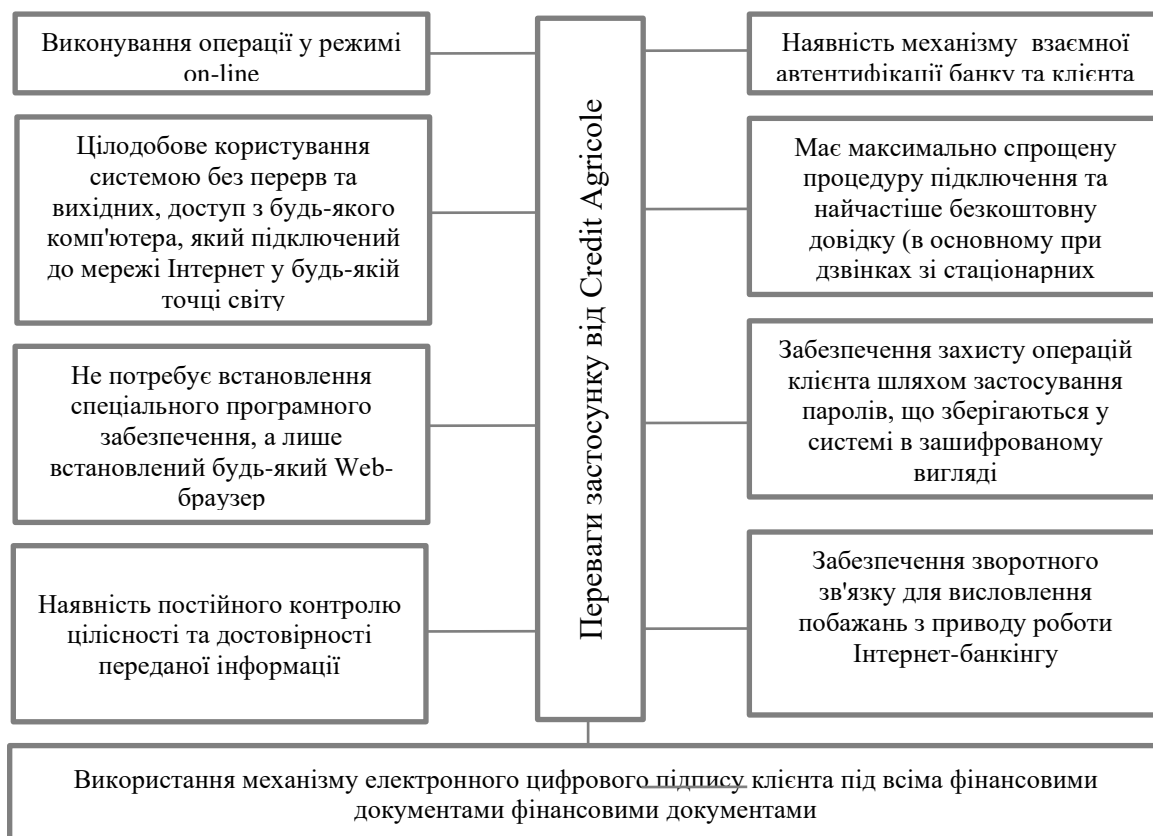 Виконування операції у режимі
on-line
Цілодобове користування
системою без перерв та
вихідних, доступ з будь-якого
комп'ютера, який підключений
до мережі Інтернет у будь-якій
точці світу
Не потребує встановлення
спеціального програмного
забезпечення, а лише
встановлений будь-який Web-
браузер
Наявність постійного контролю
цілісності та достовірності
переданої інформації
Переваги застосунку від Credit Agricole
Наявність механізму взаємної
автентифікації банку та клієнта
Має максимально спрощену
процедуру підключення та
найчастіше безкоштовну
довідку (в основному при
дзвінках зі стаціонарних
Забезпечення захисту операцій
клієнта шляхом застосування
паролів, що зберігаються у
системі в зашифрованому
вигляді
Забезпечення зворотного
зв'язку для висловлення
побажань з приводу роботи
Інтернет-банкінгу
Використання механізму електронного цифрового підпису клієнта під всіма фінансовими
документами фінансовими документами